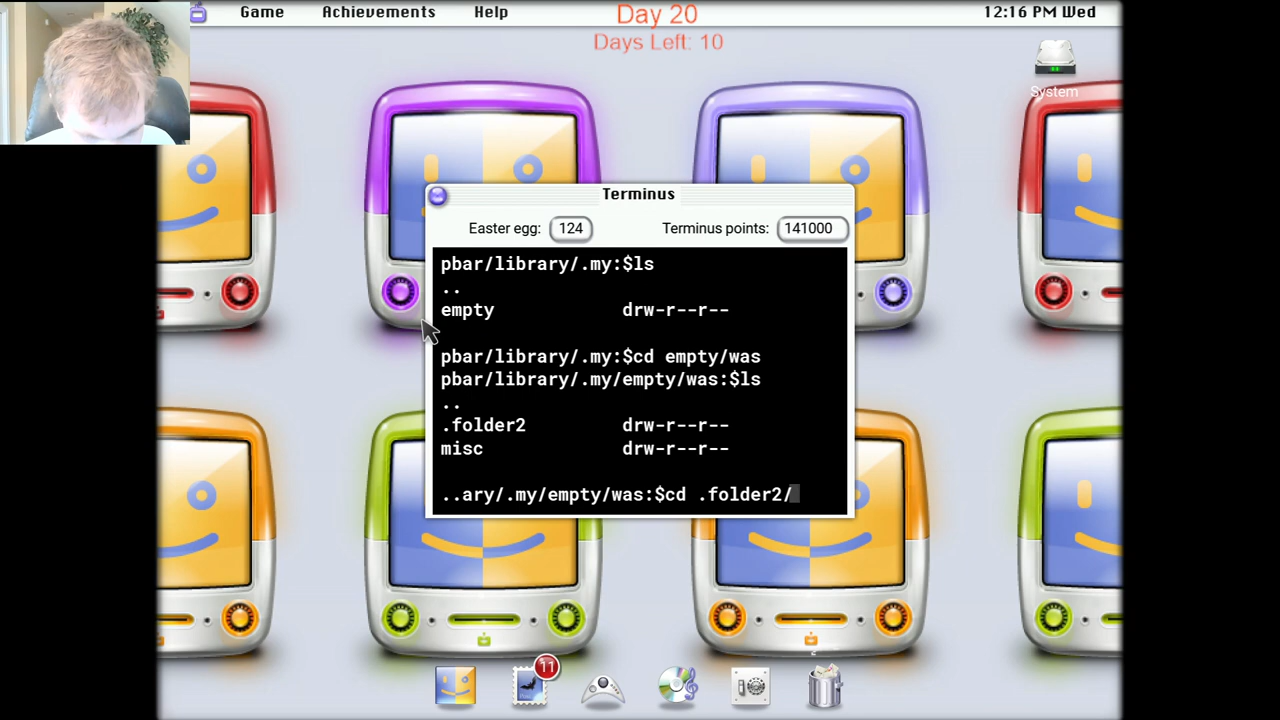 Game Achievements Help
Day 20
Days Left: 10
12:16 PM Wed
System
Terminus
Easter egg: 124 Terminus points: 141000
pbar/library/.my:$ls
..
empty drw-r--r--
pbar/library/.my:$cd empty/was
pbar/library/.my/empty/was:$ls
..
.folder2 drw-r--r--
misc drw-r--r--
..ary/.my/empty/was:$cd .folder2/
11
2